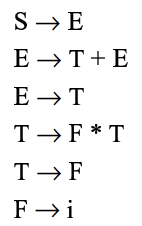 S → E
E → T + E
E → T
T → F * T
T → F
F → i